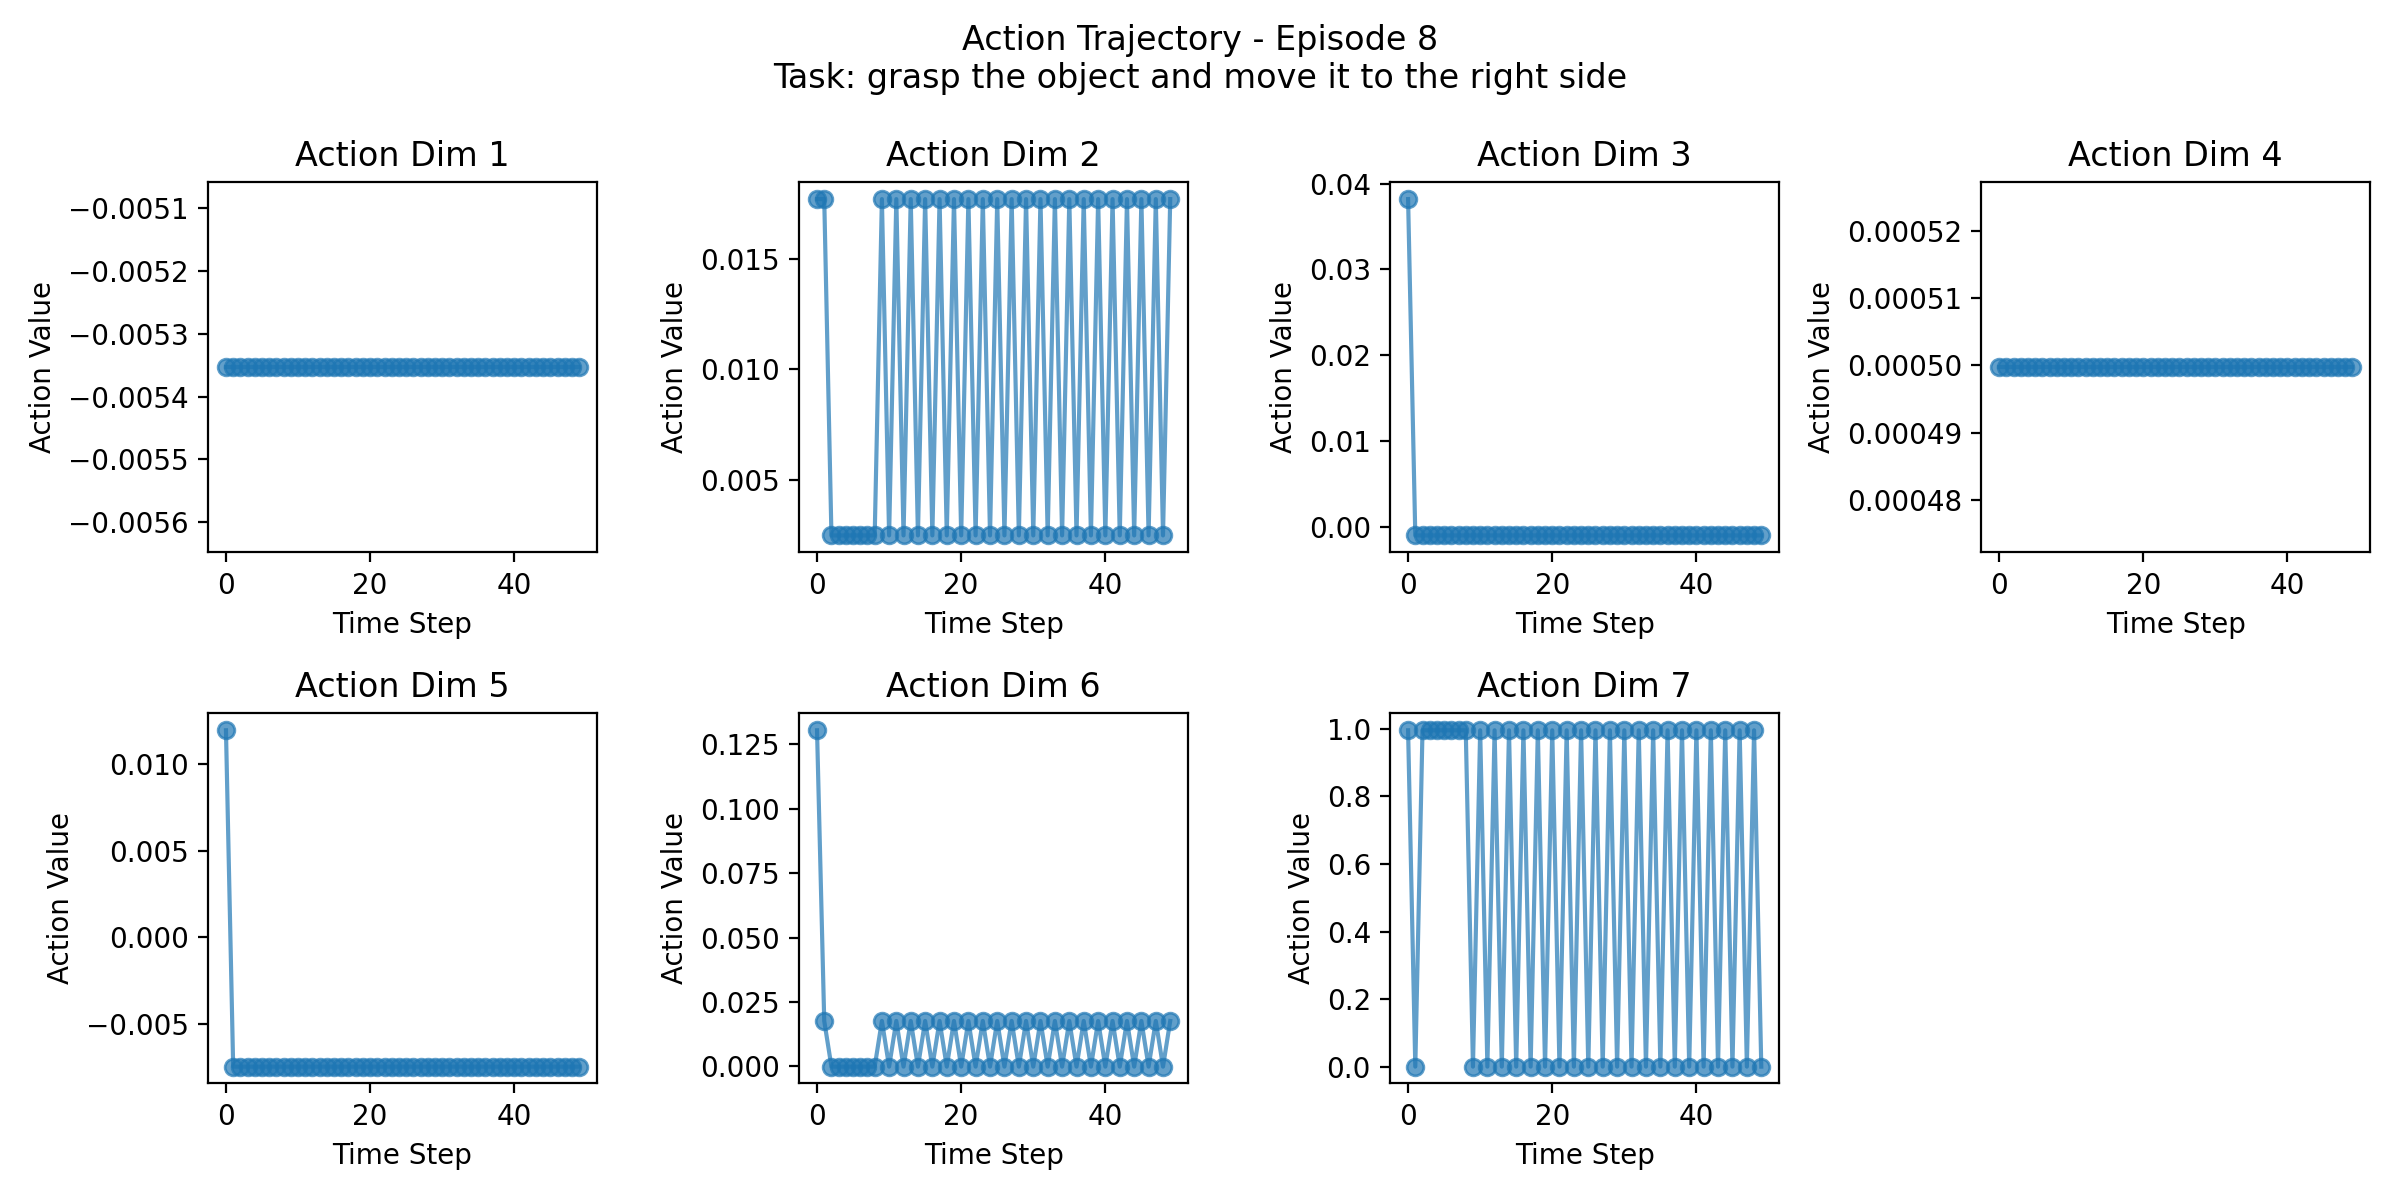 Action Trajectory - Episode 8
Task: grasp the object and move it to the right side
Action Dim 1
−0.0051
−0.0052
−0.0053
−0.0054
−0.0055
−0.0056
Action Value
0
20
40
Time Step
Action Dim 2
0.015
0.010
0.005
Action Value
0
20
40
Time Step
Action Dim 3
0.04
0.03
0.02
0.01
0.00
Action Value
0
20
40
Time Step
Action Dim 4
0.00052
0.00051
0.00050
0.00049
0.00048
Action Value
0
20
40
Time Step
Action Dim 5
0.010
0.005
0.000
−0.005
Action Value
0
20
40
Time Step
Action Dim 6
0.125
0.100
0.075
0.050
0.025
0.000
Action Value
0
20
40
Time Step
Action Dim 7
1.0
0.8
0.6
0.4
0.2
0.0
Action Value
0
20
40
Time Step